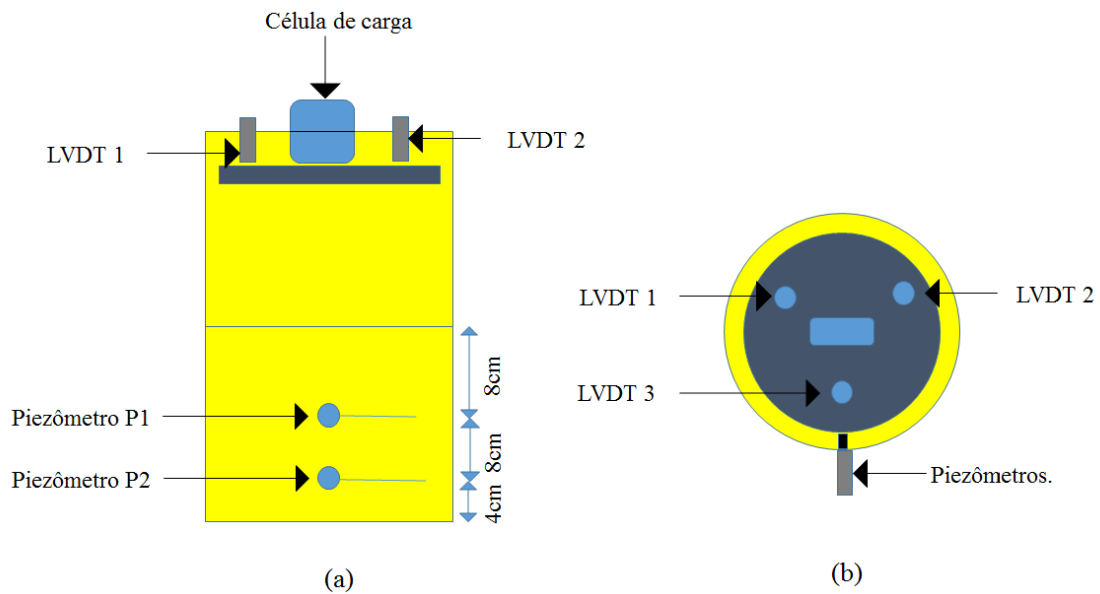 Célula de carga
LVDT 1
LVDT 2
8cm
Piezômetro P1
8cm
Piezômetro P2
4cm
(a)
LVDT 1
LVDT 2
LVDT 3
Piezômetros.
(b)